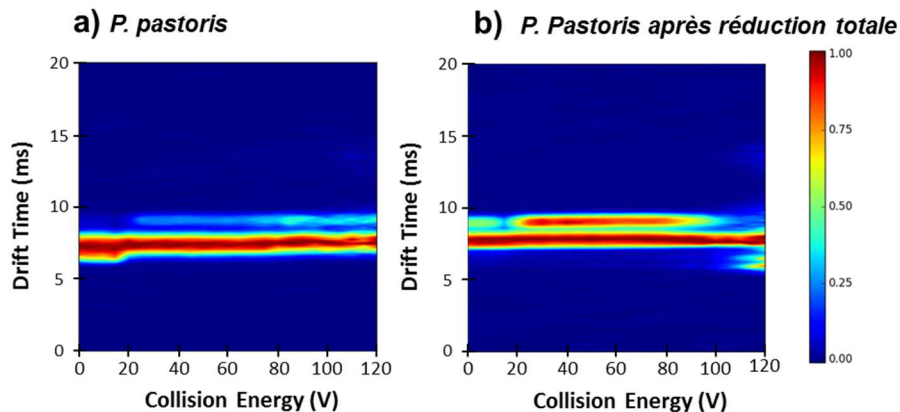 a) P. pastoris
b) P. Pastoris après réduction totale
20
15
10
5
0
Drift Time (ms)
0 20 40 60 80 100 120
Collision Energy (V)
20
15
10
5
0
Drift Time (ms)
0 20 40 60 80 100 120
Collision Energy (V)
1.00
0.75
0.50
0.25
0.00